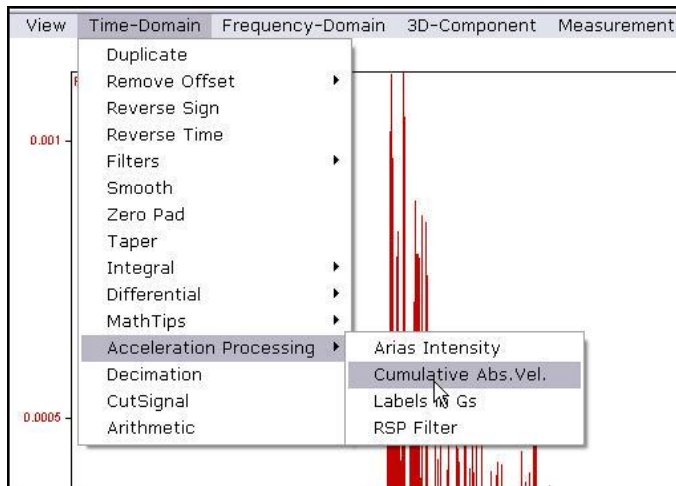 View Time-Domain Frequency-Domain 3D-Component Measurement
Duplicate
Remove Offset
Reverse Sign
Reverse Time
Filters
Smooth
Zero Pad
Taper
Integral
Differential
MathTips
Acceleration Processing
Decimation
CutSignal
Arithmetic
Arias Intensity
Cumulative Abs.Vel.
Labels in Gs
RSP Filter
0.001
0.0005